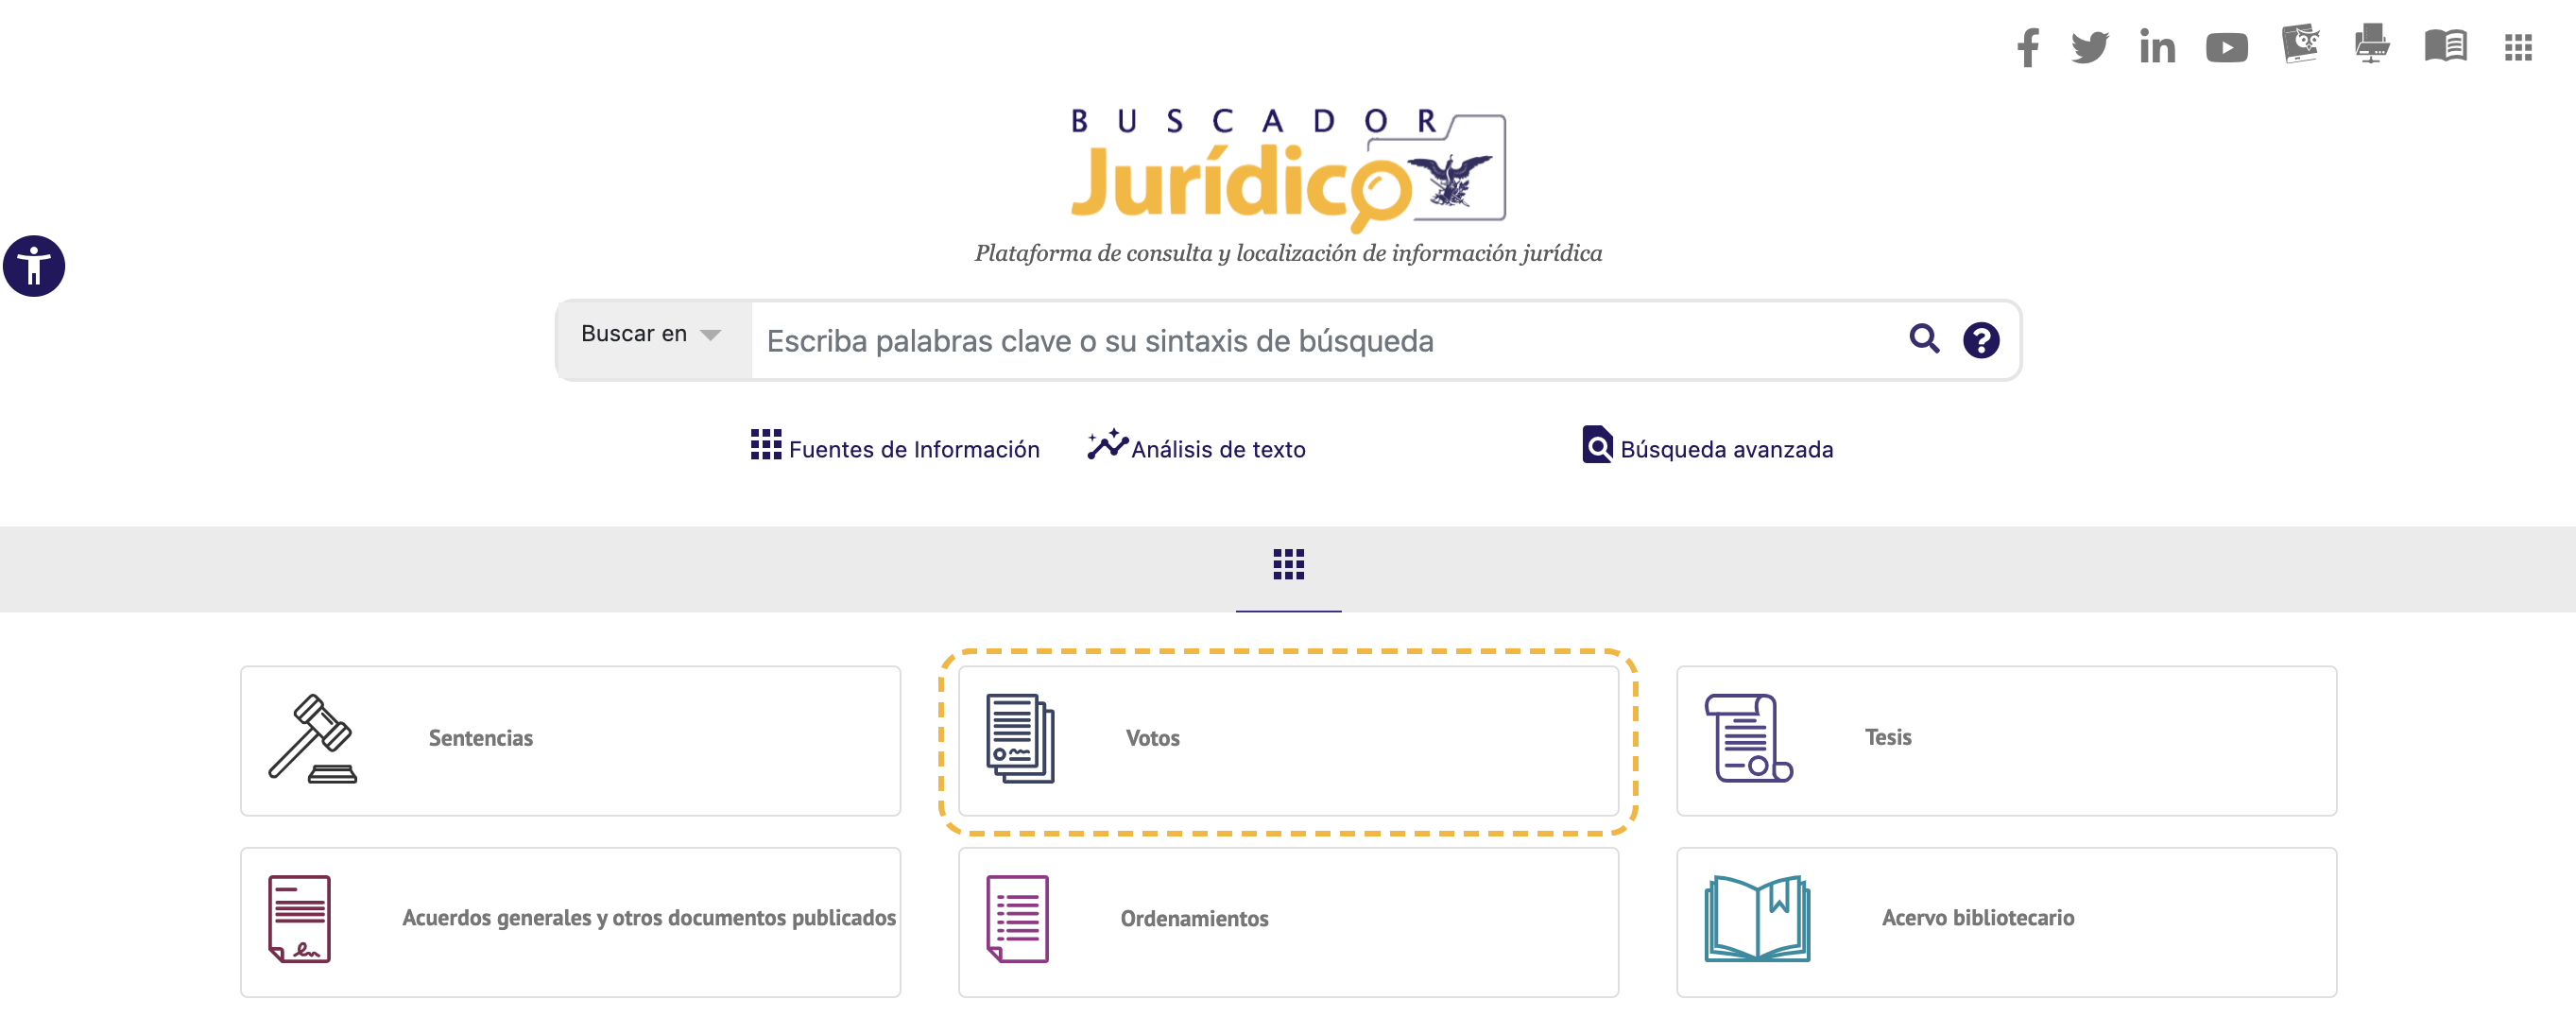 BUSCADOR
Jurídico
Plataforma de consulta y localización de información jurídica
Buscar en
Escriba palabras clave o su sintaxis de búsqueda
Fuentes de Información
Análisis de texto
Búsqueda avanzada
Sentencias
Votos
Tesis
Acuerdos generales y otros documentos publicados
Ordenamientos
Acervo bibliotecario